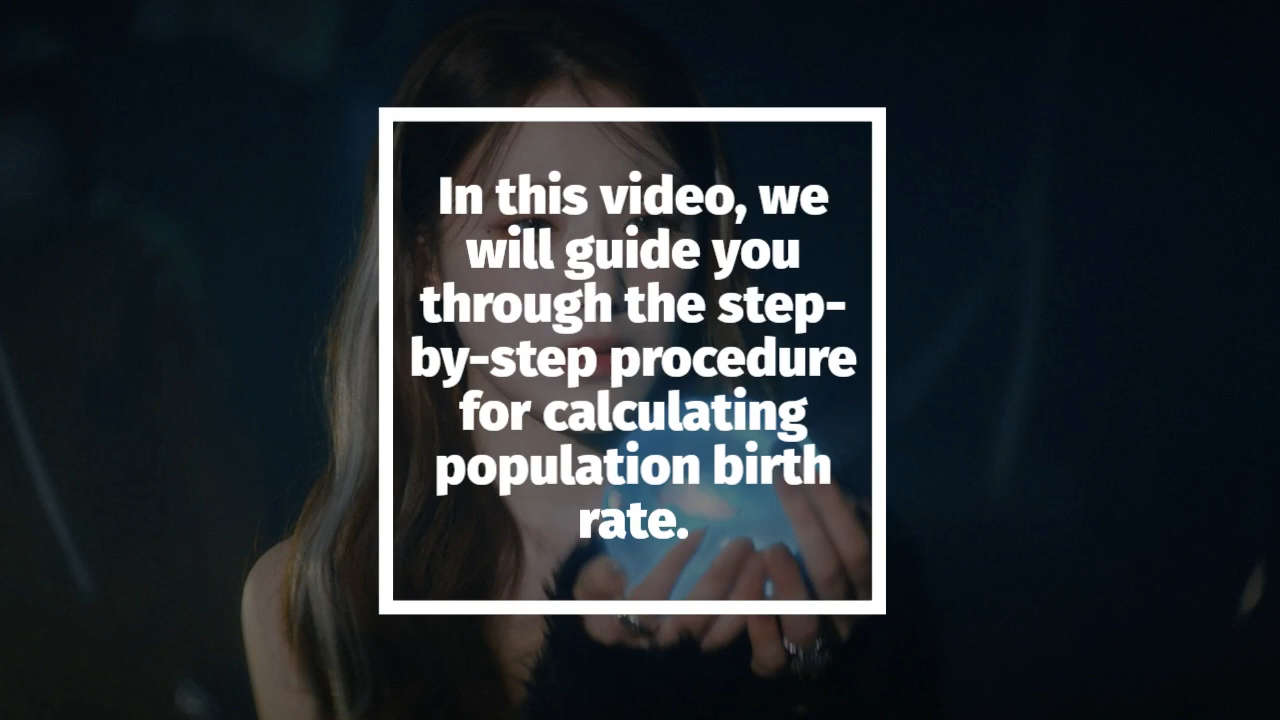 In this video, we
will guide you
through the step-
by-step procedure
for calculating
population birth
rate.